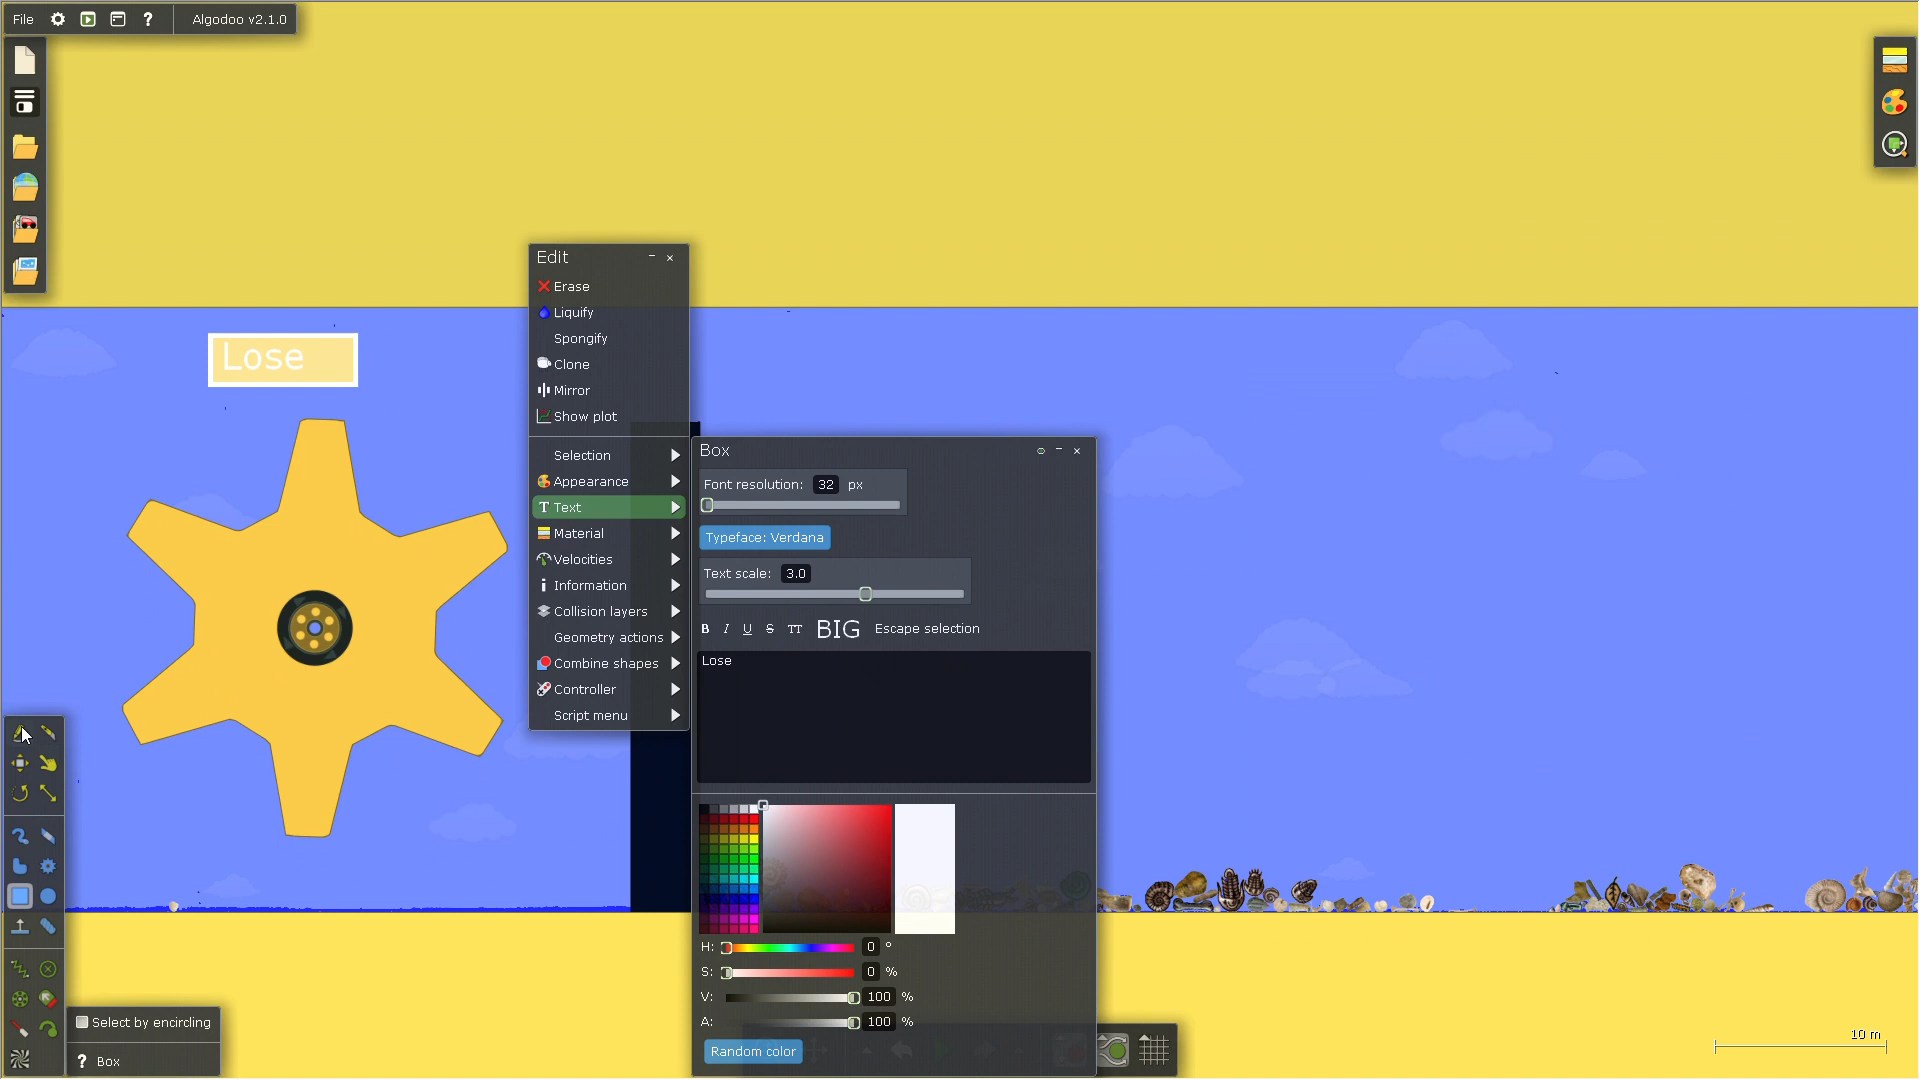 File ? Algodoo v2.1.0
Lose
Edit
Erase
Liquify
Spongify
Clone
Mirror
Show plot
Selection
Appearance
Text
Material
Velocities
Information
Collision layers
Geometry actions
Combine shapes
Controller
Script menu
Box
Font resolution: 32 px
Typeface: Verdana
Text scale: 3.0
B I U S TT BIG Escape selection
Lose
H: 0 °
S: 0 %
V: 100 %
A: 100 %
Random color
Select by encircling
? Box
10 m